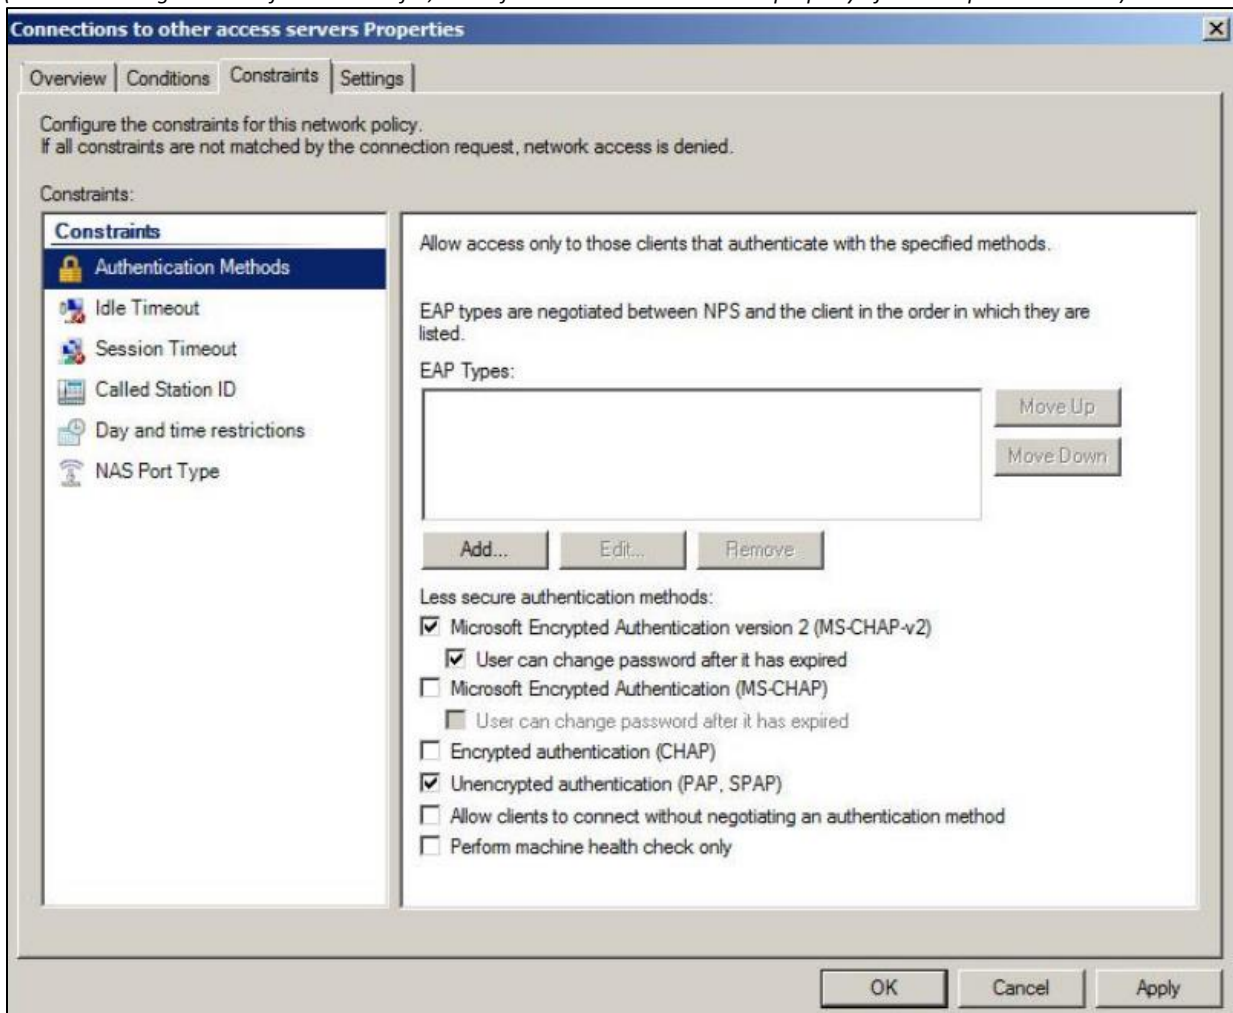 Connections to other access servers Properties
Overview
Conditions
Constraints
Settings
Configure the constraints for this network policy.
If all constraints are not matched by the connection request, network access is denied.
Constraints:
Constraints
Authentication Methods
Idle Timeout
Session Timeout
Called Station ID
Day and time restrictions
NAS Port Type
Allow access only to those clients that authenticate with the specified methods.
EAP types are negotiated between NPS and the client in the order in which they are
listed.
EAP Types:
Move Up
Move Down
Add...
Edit...
Remove
Less secure authentication methods:
Microsoft Encrypted Authentication version 2 (MS-CHAP-v2)
User can change password after it has expired
Microsoft Encrypted Authentication (MS-CHAP)
User can change password after it has expired
Encrypted authentication (CHAP)
Unencrypted authentication (PAP, SPAP)
Allow clients to connect without negotiating an authentication method
Perform machine health check only
OK
Cancel
Apply